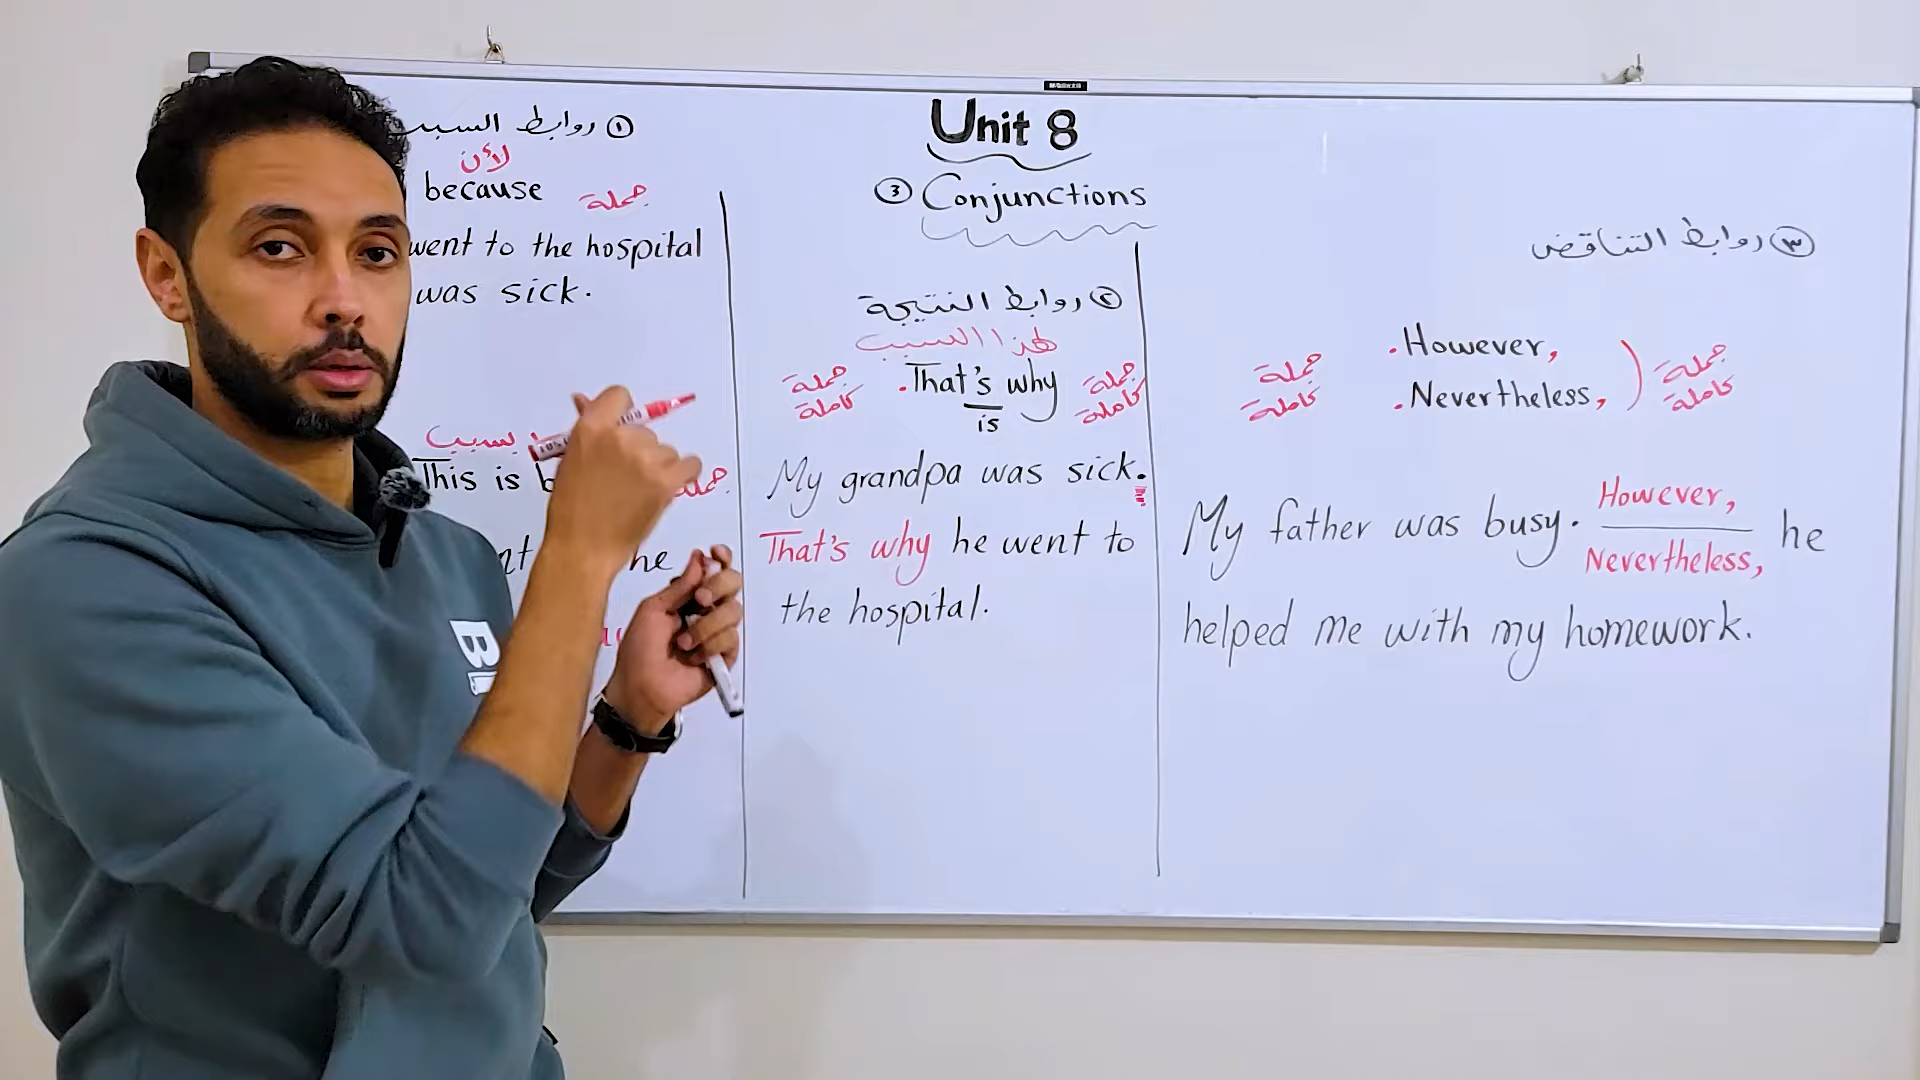 Unit 8
③ Conjunctions
① روابط السبب
لأن
because
جملة
went to the hospital
was sick.
بسبب
This is
جملة
he
② روابط النتيجة
لهذا السبب
جملة كاملة .That's why جملة كاملة
is
My grandpa was sick.
That's why he went to
the hospital.
③ روابط التناقض
.However,
.Nevertheless,
جملة كاملة
جملة كاملة
My father was busy. However, he
Nevertheless,
helped me with my homework.
B